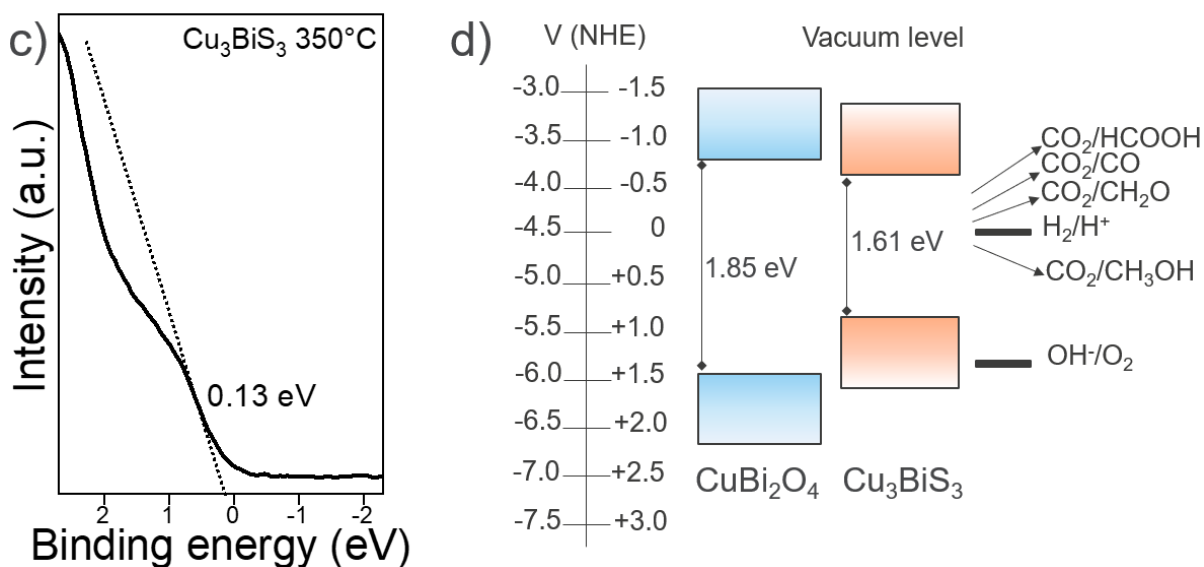 c)
Cu₃BiS₃ 350°C
Intensity (a.u.)
0.13 eV
2 1 0 -1 -2
Binding energy (eV)
d)
V (NHE)
Vacuum level
-3.0 -1.5
-3.5 -1.0
-4.0 -0.5
-4.5 0
-5.0 +0.5
-5.5 +1.0
-6.0 +1.5
-6.5 +2.0
-7.0 +2.5
-7.5 +3.0
1.85 eV
1.61 eV
CuBi₂O₄
Cu₃BiS₃
CO₂/HCOOH
CO₂/CO
CO₂/CH₂O
H₂/H⁺
CO₂/CH₃OH
OH⁻/O₂